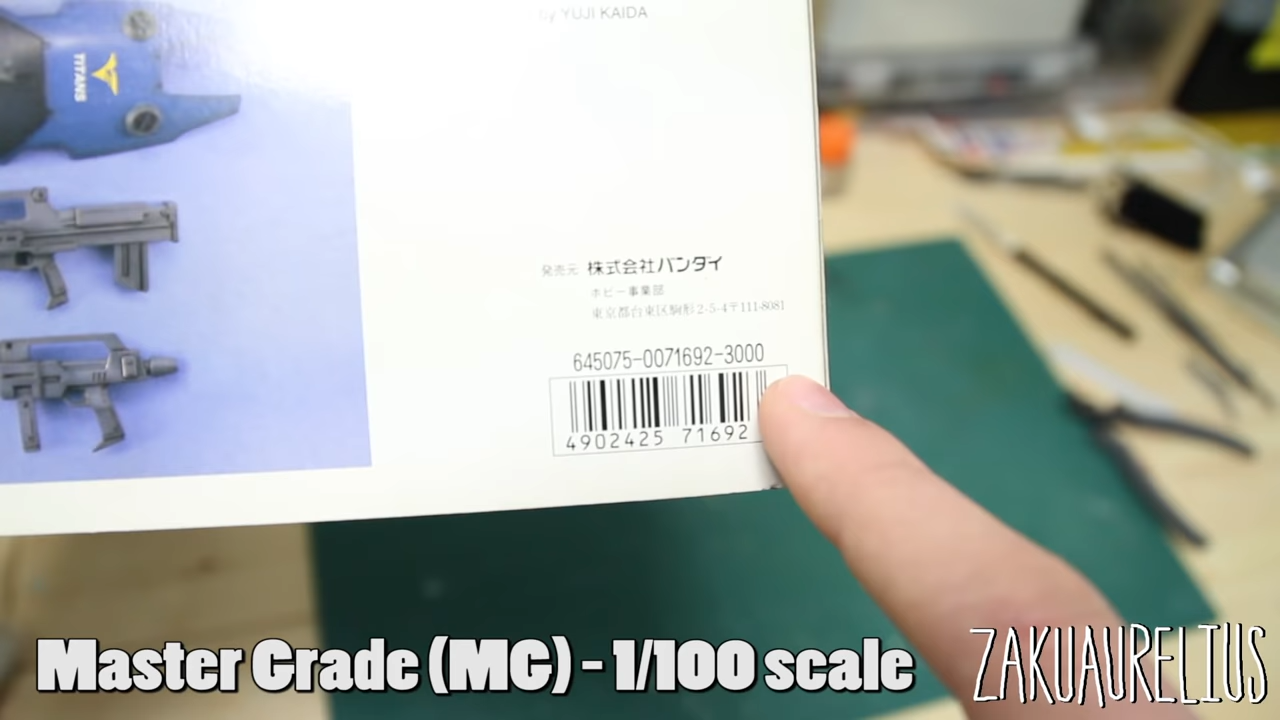 by YUJI KAIDA
TITANS
発売元 株式会社バンダイ
ホビー事業部
東京都台東区駒形2-5-4〒111-8081
645075-0071692-3000
4902425 71692
Master Grade (MG) - 1/100 scale
ZAKUAURELIUS